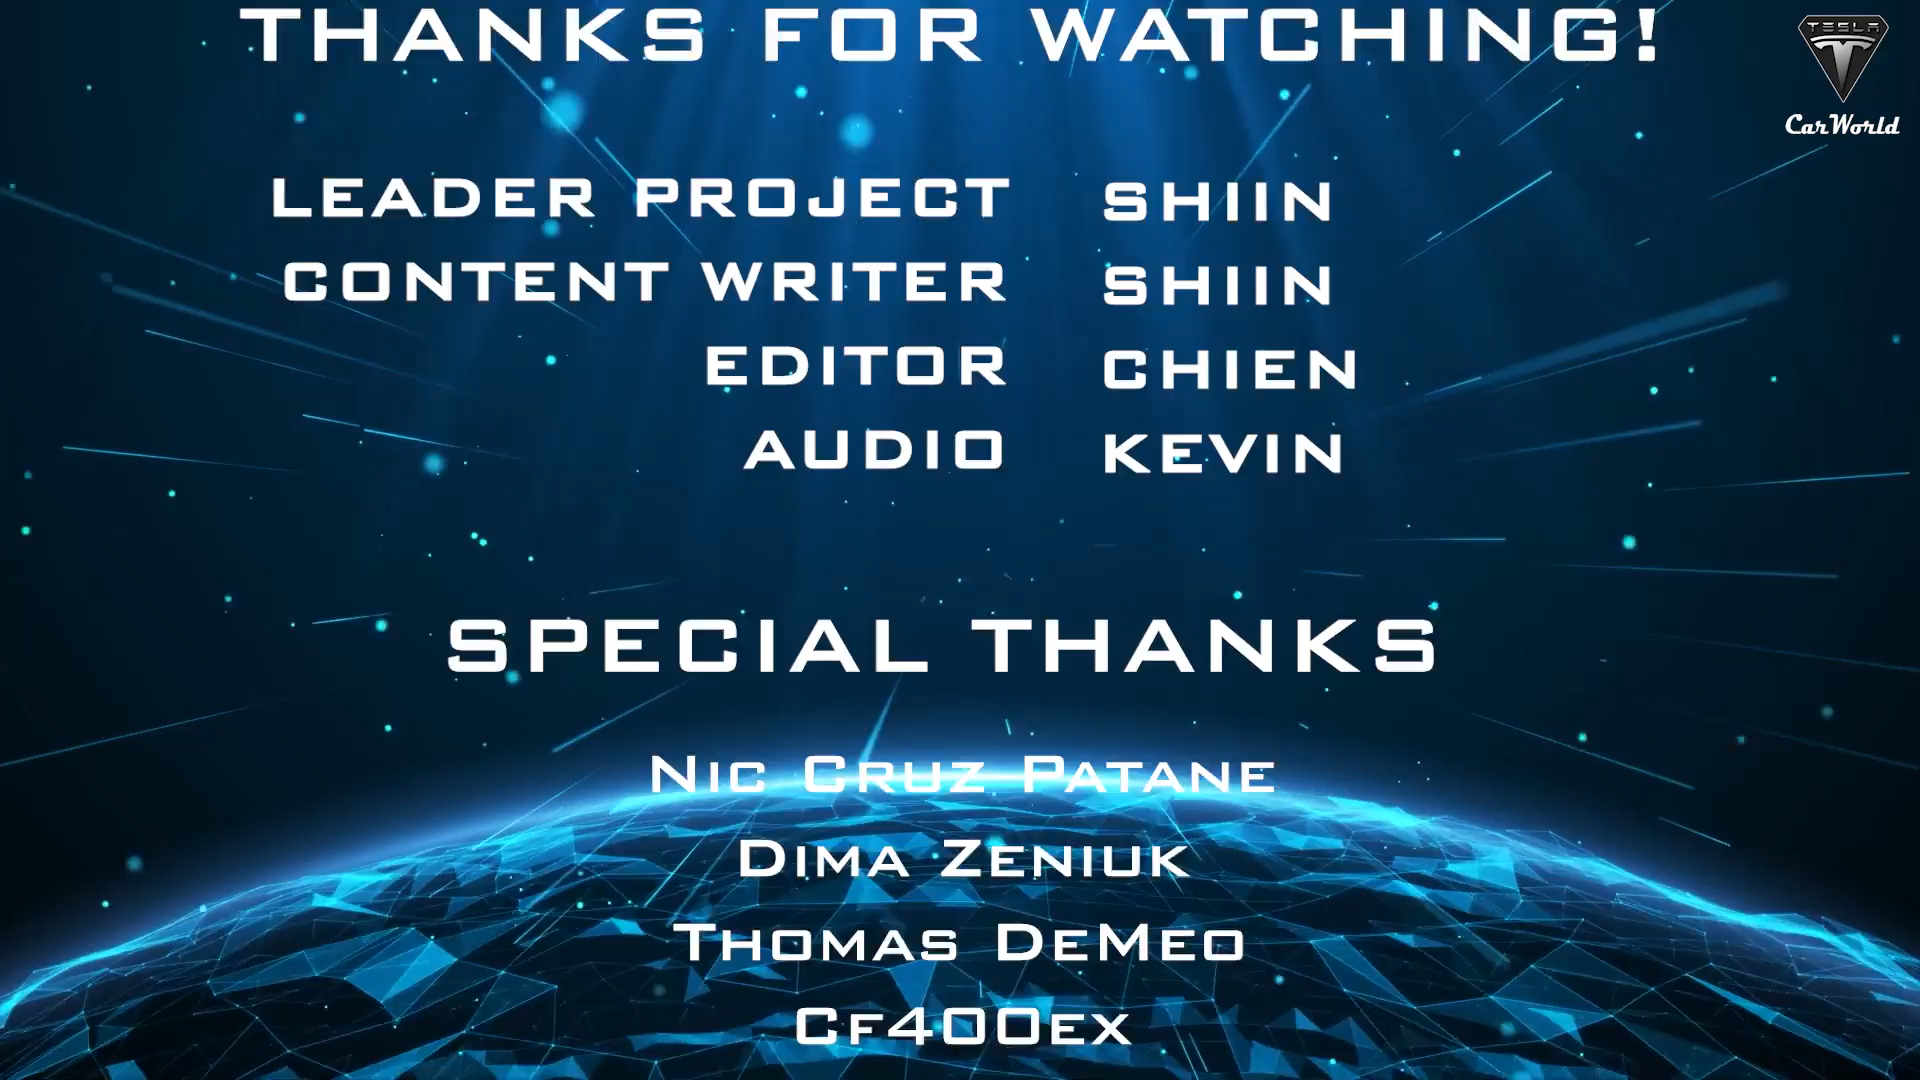 THANKS FOR WATCHING!
TESLA
CarWorld
LEADER PROJECT SHIIN
CONTENT WRITER SHIIN
EDITOR CHIEN
AUDIO KEVIN
SPECIAL THANKS
Nic Cruz Patane
Dima Zeniuk
Thomas DeMeo
Cf400ex